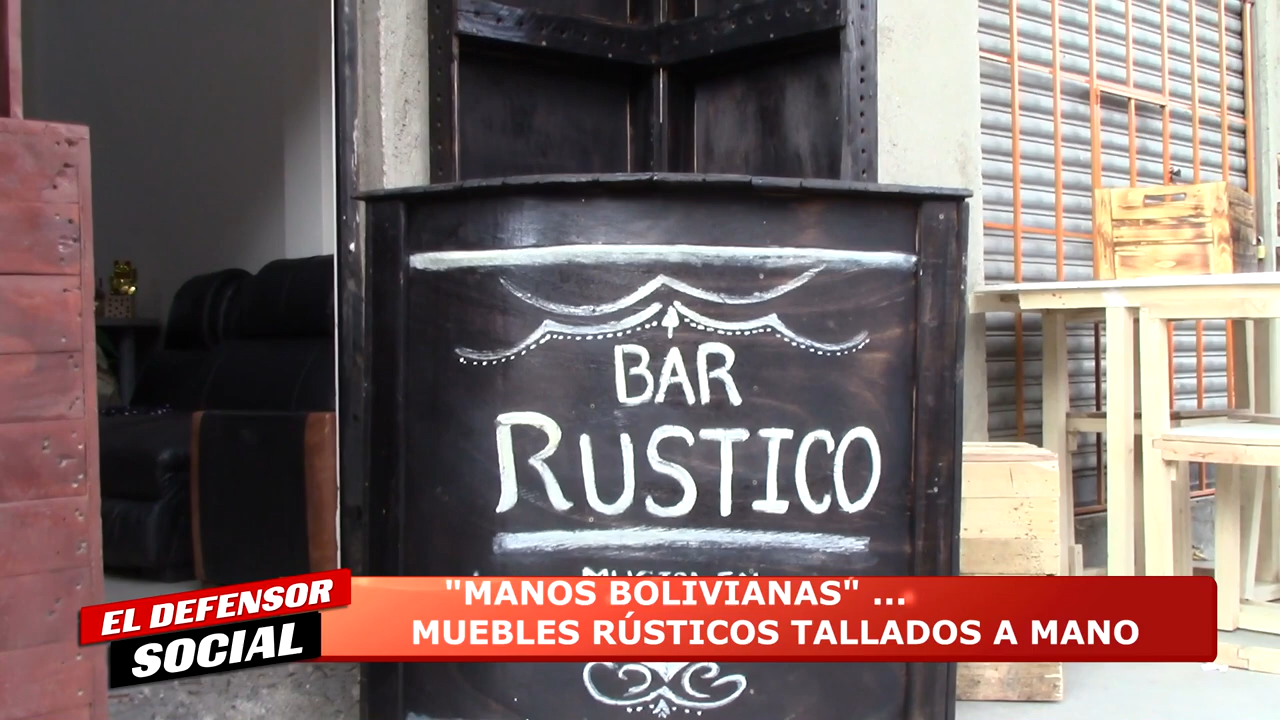 BAR
RUSTICO
"MANOS BOLIVIANAS" ...
MUEBLES RÚSTICOS TALLADOS A MANO
EL DEFENSOR
SOCIAL